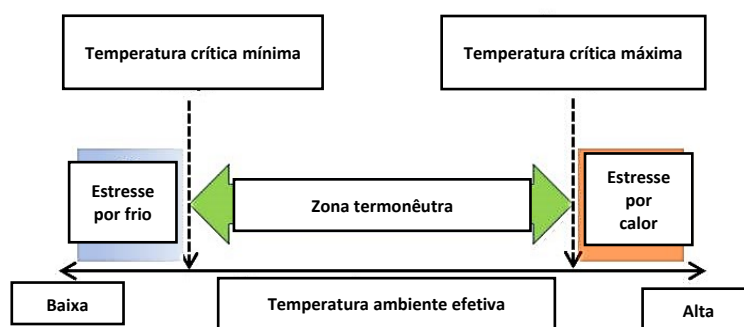 Temperatura crítica mínima
Temperatura crítica máxima
Estresse
por frio
Zona termonêutra
Estresse
por
calor
Baixa
Temperatura ambiente efetiva
Alta